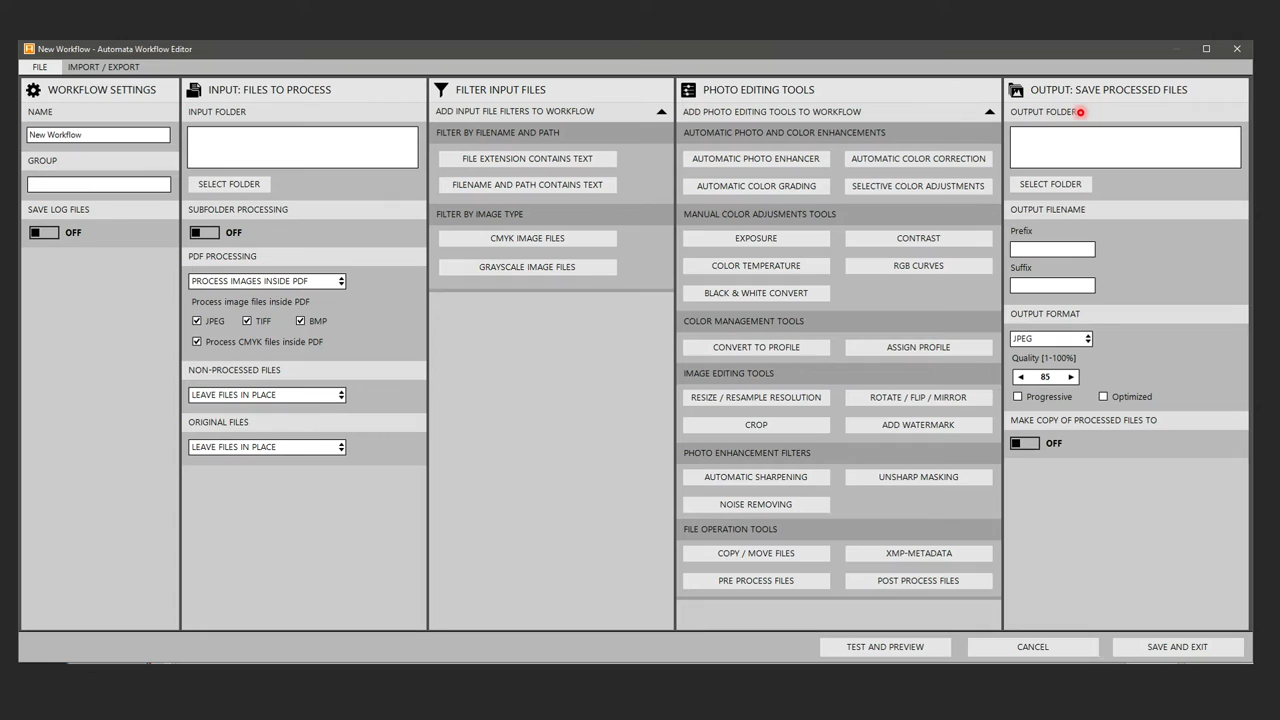 New Workflow - Automata Workflow Editor
FILE IMPORT / EXPORT
WORKFLOW SETTINGS
NAME
New Workflow
GROUP
SAVE LOG FILES
OFF
INPUT: FILES TO PROCESS
INPUT FOLDER
SELECT FOLDER
SUBFOLDER PROCESSING
OFF
PDF PROCESSING
PROCESS IMAGES INSIDE PDF
Process image files inside PDF
JPEG TIFF BMP
Process CMYK files inside PDF
NON-PROCESSED FILES
LEAVE FILES IN PLACE
ORIGINAL FILES
LEAVE FILES IN PLACE
FILTER INPUT FILES
ADD INPUT FILE FILTERS TO WORKFLOW
FILTER BY FILENAME AND PATH
FILE EXTENSION CONTAINS TEXT
FILENAME AND PATH CONTAINS TEXT
FILTER BY IMAGE TYPE
CMYK IMAGE FILES
GRAYSCALE IMAGE FILES
PHOTO EDITING TOOLS
ADD PHOTO EDITING TOOLS TO WORKFLOW
AUTOMATIC PHOTO AND COLOR ENHANCEMENTS
AUTOMATIC PHOTO ENHANCER AUTOMATIC COLOR CORRECTION
AUTOMATIC COLOR GRADING SELECTIVE COLOR ADJUSTMENTS
MANUAL COLOR ADJUSMENTS TOOLS
EXPOSURE CONTRAST
COLOR TEMPERATURE RGB CURVES
BLACK & WHITE CONVERT
COLOR MANAGEMENT TOOLS
CONVERT TO PROFILE ASSIGN PROFILE
IMAGE EDITING TOOLS
RESIZE / RESAMPLE RESOLUTION ROTATE / FLIP / MIRROR
CROP ADD WATERMARK
PHOTO ENHANCEMENT FILTERS
AUTOMATIC SHARPENING UNSHARP MASKING
NOISE REMOVING
FILE OPERATION TOOLS
COPY / MOVE FILES XMP-METADATA
PRE PROCESS FILES POST PROCESS FILES
OUTPUT: SAVE PROCESSED FILES
OUTPUT FOLDER
SELECT FOLDER
OUTPUT FILENAME
Prefix
Suffix
OUTPUT FORMAT
JPEG
Quality [1-100%]
85
Progressive Optimized
MAKE COPY OF PROCESSED FILES TO
OFF
TEST AND PREVIEW CANCEL SAVE AND EXIT